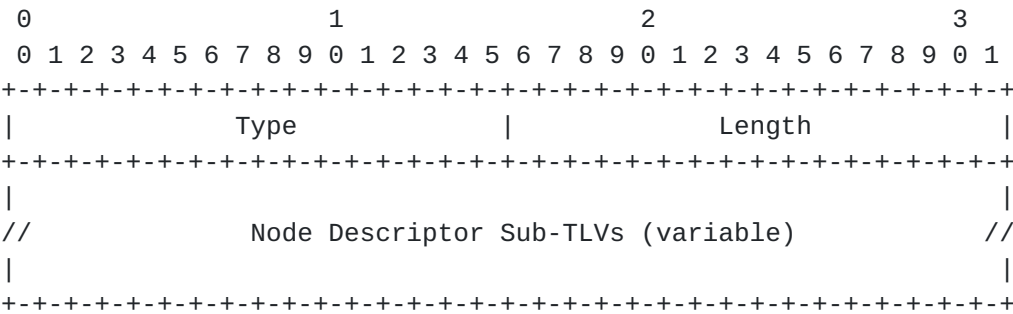 0                   1                   2                   3
 0 1 2 3 4 5 6 7 8 9 0 1 2 3 4 5 6 7 8 9 0 1 2 3 4 5 6 7 8 9 0 1
+-+-+-+-+-+-+-+-+-+-+-+-+-+-+-+-+-+-+-+-+-+-+-+-+-+-+-+-+-+-+-+-+
|              Type             |             Length            |
+-+-+-+-+-+-+-+-+-+-+-+-+-+-+-+-+-+-+-+-+-+-+-+-+-+-+-+-+-+-+-+-+
|                                                               |
//              Node Descriptor Sub-TLVs (variable)            //
|                                                               |
+-+-+-+-+-+-+-+-+-+-+-+-+-+-+-+-+-+-+-+-+-+-+-+-+-+-+-+-+-+-+-+-+